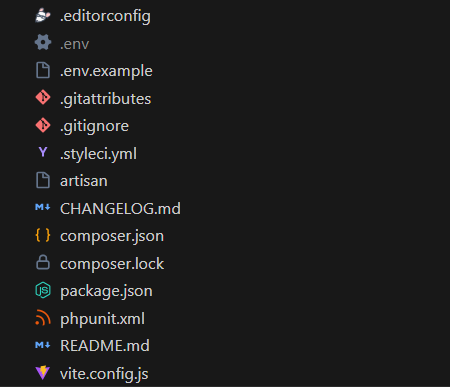 .editorconfig
.env
.env.example
.gitattributes
.gitignore
.styleci.yml
artisan
CHANGELOG.md
composer.json
composer.lock
package.json
phpunit.xml
README.md
vite.config.js